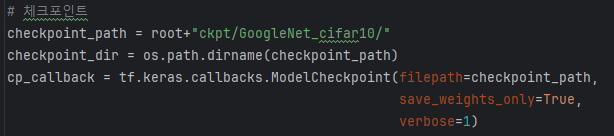 # 체크포인트
checkpoint_path = root+"ckpt/GoogleNet_cifar10/"
checkpoint_dir = os.path.dirname(checkpoint_path)
cp_callback = tf.keras.callbacks.ModelCheckpoint(filepath=checkpoint_path,
save_weights_only=True,
verbose=1)